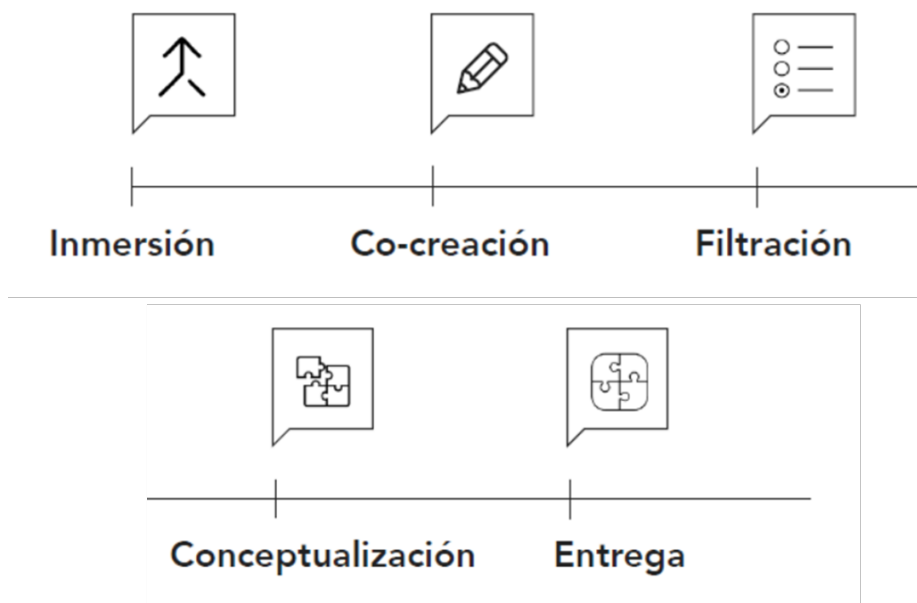 Inmersión
Co-creación
Filtración
Conceptualización
Entrega